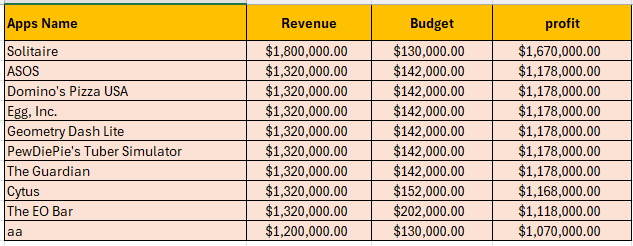 Apps Name Revenue Budget profit
Solitaire $1,800,000.00 $130,000.00 $1,670,000.00
ASOS $1,320,000.00 $142,000.00 $1,178,000.00
Domino's Pizza USA $1,320,000.00 $142,000.00 $1,178,000.00
Egg, Inc. $1,320,000.00 $142,000.00 $1,178,000.00
Geometry Dash Lite $1,320,000.00 $142,000.00 $1,178,000.00
PewDiePie's Tuber Simulator $1,320,000.00 $142,000.00 $1,178,000.00
The Guardian $1,320,000.00 $142,000.00 $1,178,000.00
Cytus $1,320,000.00 $152,000.00 $1,168,000.00
The EO Bar $1,320,000.00 $202,000.00 $1,118,000.00
aa $1,200,000.00 $130,000.00 $1,070,000.00